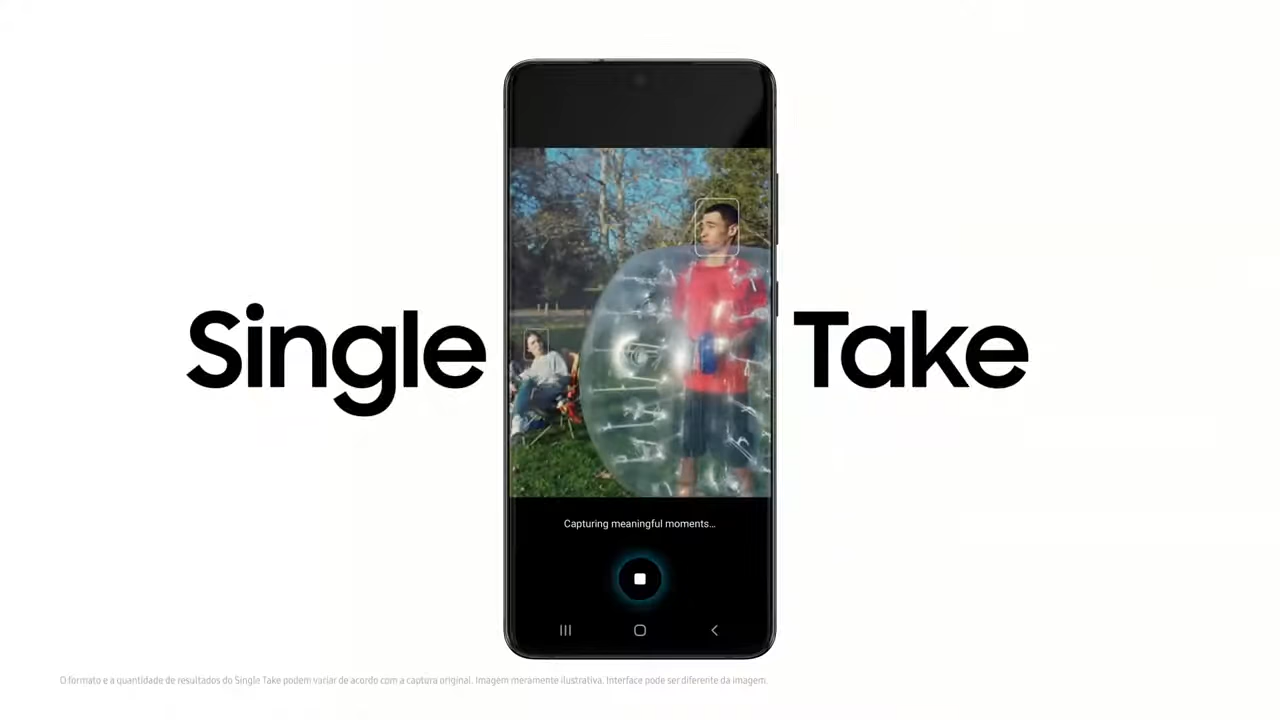 Single Take
Capturing meaningful moments...
O formato e a quantidade de resultados do Single Take podem variar de acordo com a captura original. Imagem meramente ilustrativa. Interface pode ser diferente da imagem.